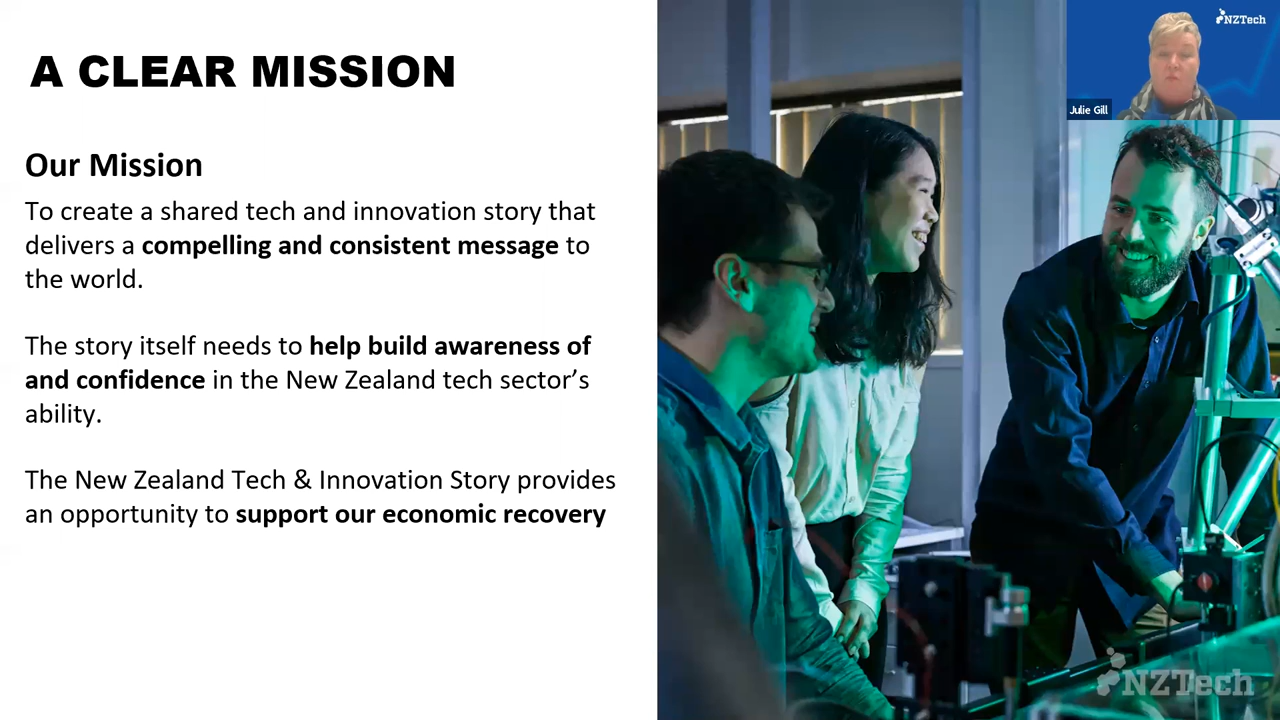 A CLEAR MISSION
Our Mission
To create a shared tech and innovation story that
delivers a compelling and consistent message to
the world.
The story itself needs to help build awareness of
and confidence in the New Zealand tech sector’s
ability.
The New Zealand Tech & Innovation Story provides
an opportunity to support our economic recovery
NZTech
Julie Gill
NZTech